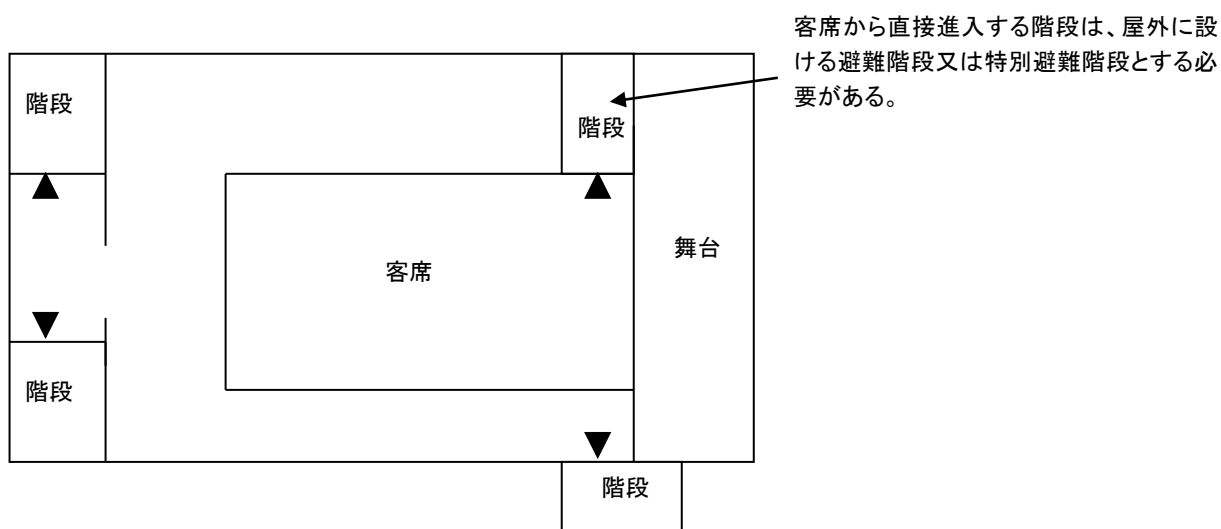 客席から直接進入する階段は、屋外に設
ける避難階段又は特別避難階段とする必
要がある。
階段
階段
舞台
客席
階段
階段